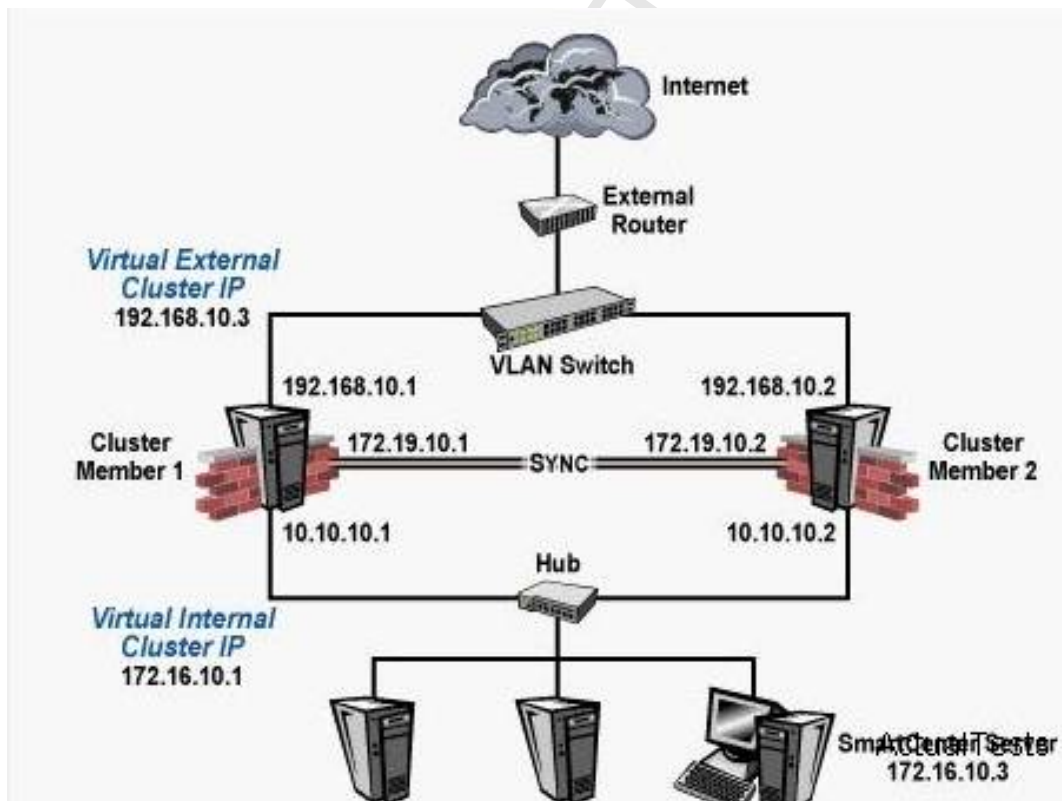 Internet
External
Router
Virtual External
Cluster IP
192.168.10.3
VLAN Switch
192.168.10.1
192.168.10.2
Cluster
Member 1
172.19.10.1
SYNC
172.19.10.2
Cluster
Member 2
10.10.10.1
10.10.10.2
Hub
Virtual Internal
Cluster IP
172.16.10.1
SmartCenter Server
ActualTests
172.16.10.3